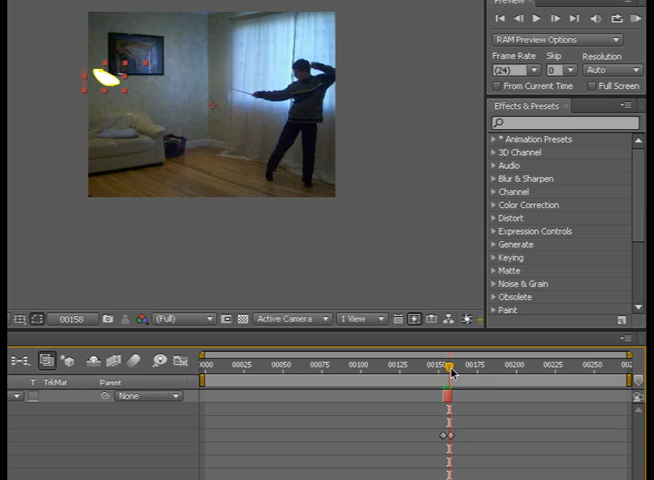 Preview
RAM Preview Options
Frame Rate Skip Resolution
(24) 0 Auto
From Current Time Full Screen
Effects & Presets
* Animation Presets
3D Channel
Audio
Blur & Sharpen
Channel
Color Correction
Distort
Expression Controls
Generate
Keying
Matte
Noise & Grain
Obsolete
Paint
00158 (Full) Active Camera 1 View
0000 00025 00050 00075 00100 00125 00150 00175 00200 00250
T TrkMat Parent
None